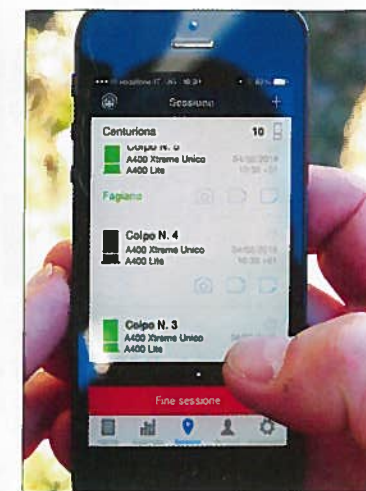 Sessione +
Centuriona 10
Colpo N. 5
A400 Xtreme Unico
A400 Lite
Fagiano
Colpo N. 4
A400 Xtreme Unico
A400 Lite
Colpo N. 3
A400 Xtreme Unico
A400 Lite
Fine sessione
Sessione